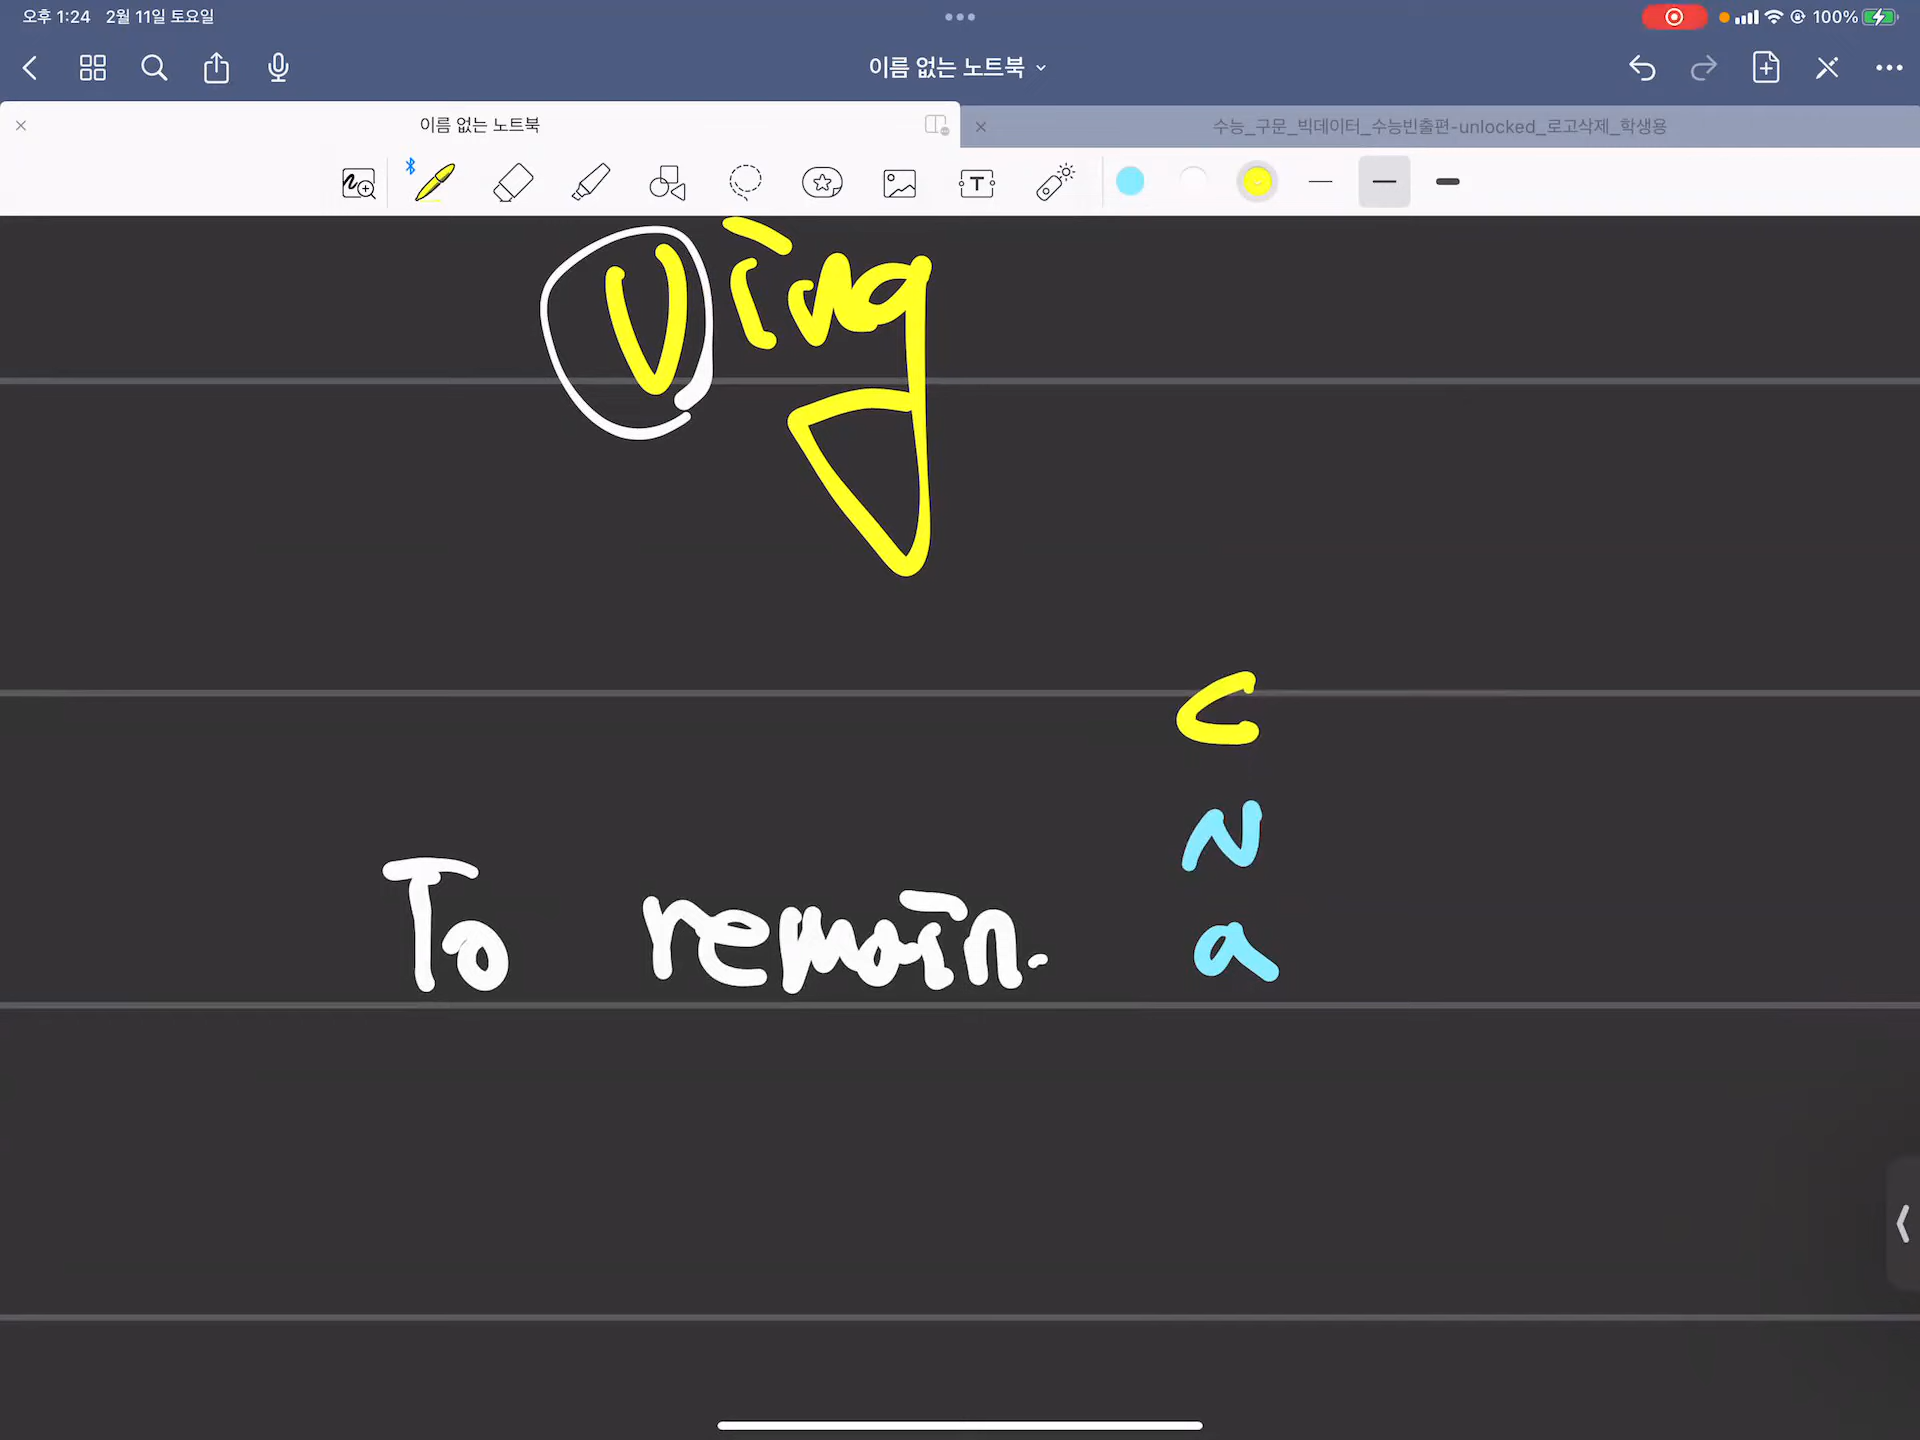 오후 1:24 2월 11일 토요일
100%
이름 없는 노트북
이름 없는 노트북
수능_구문_빅데이터_수능빈출편-unlocked_로고삭제_학생용
Ving
C
N
To remain. a